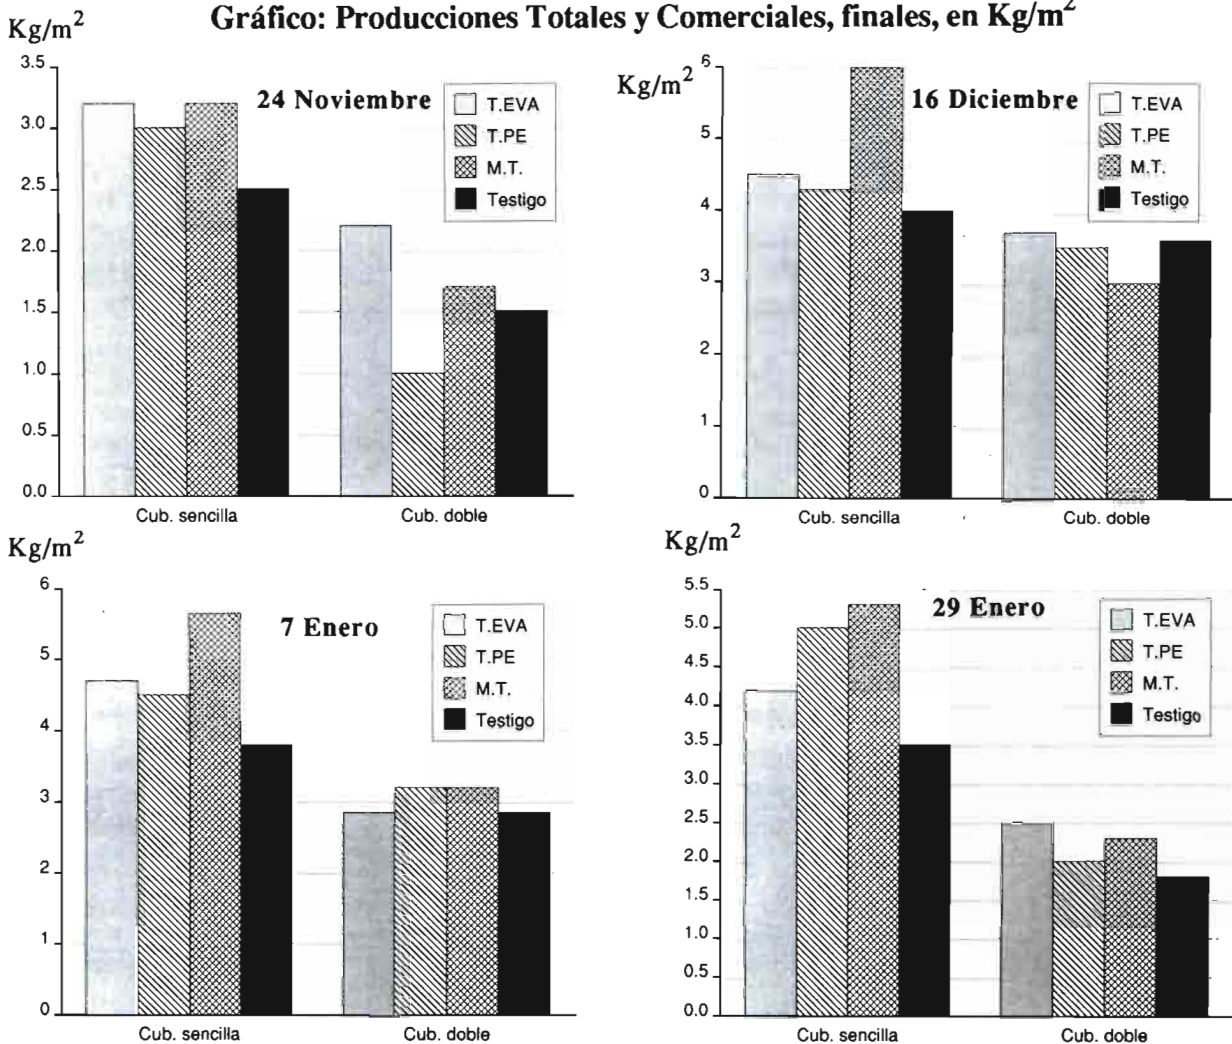 Gráfico: Producciones Totales y Comerciales, finales, en Kg/m²
Kg/m²
3.5
3.0
2.5
2.0
1.5
1.0
0.5
0.0
24 Noviembre
T.EVA
T.PE
M.T.
Testigo
Cub. sencilla
Cub. doble
Kg/m²
6
5
4
3
2
1
0
16 Diciembre
T.EVA
T.PE
M.T.
Testigo
Cub. sencilla
Cub. doble
Kg/m²
6
5
4
3
2
1
0
7 Enero
T.EVA
T.PE
M.T.
Testigo
Cub. sencilla
Cub. doble
Kg/m²
5.5
5.0
4.5
4.0
3.5
3.0
2.5
2.0
1.5
1.0
0.5
0.0
29 Enero
T.EVA
T.PE
M.T.
Testigo
Cub. sencilla
Cub. doble